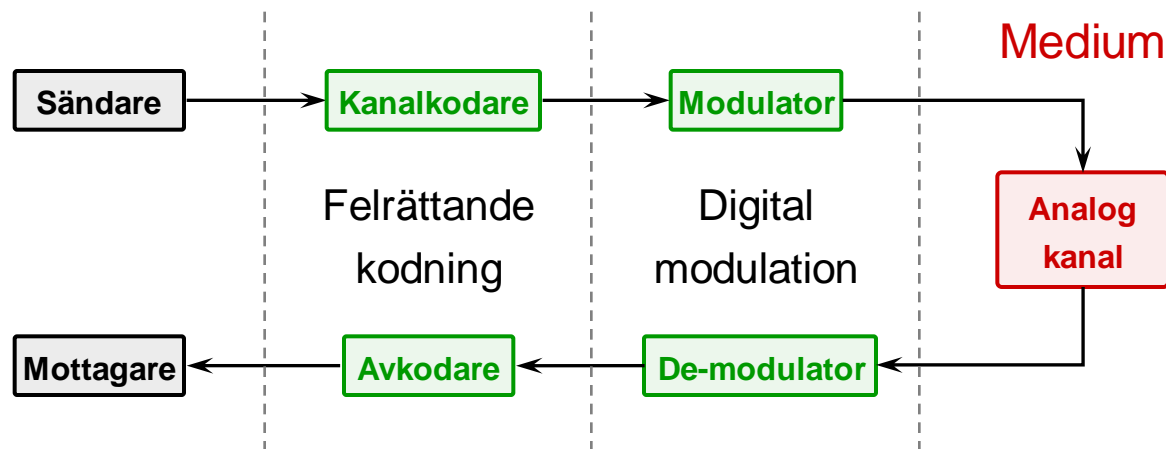 Medium
Sändare
Kanalkodare
Modulator
Felrättande
kodning
Digital
modulation
Analog
kanal
Mottagare
Avkodare
De-modulator